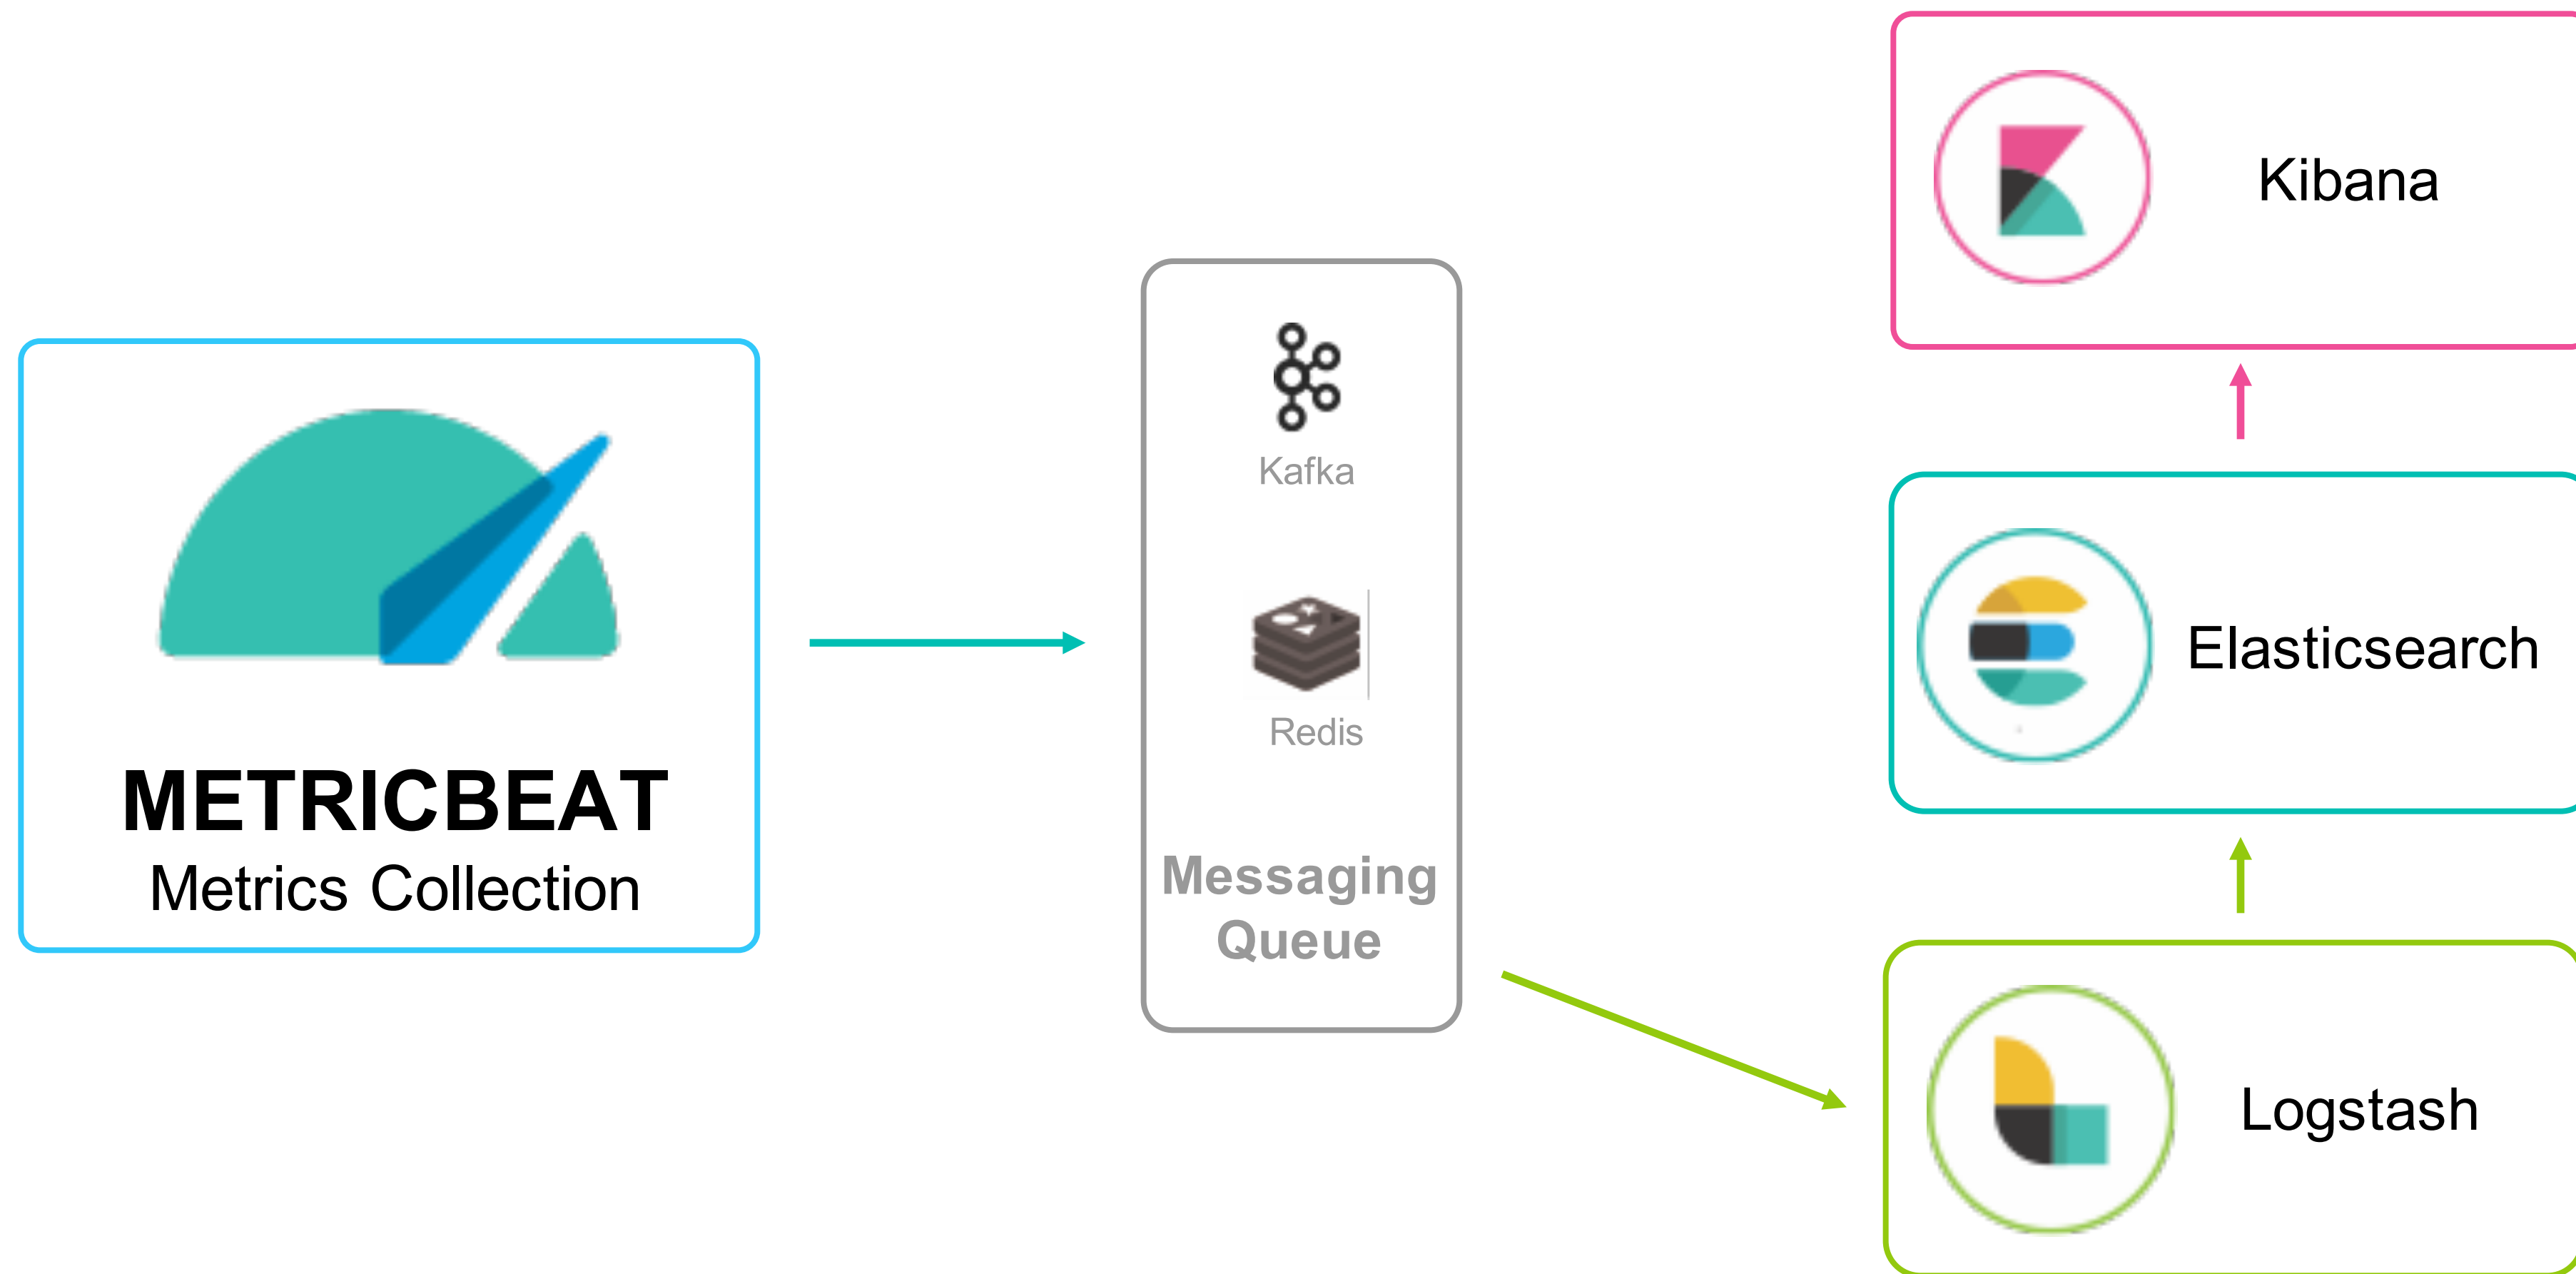 METRICBEAT
Metrics Collection
Kafka
Redis
Messaging
Queue
Kibana
Elasticsearch
Logstash